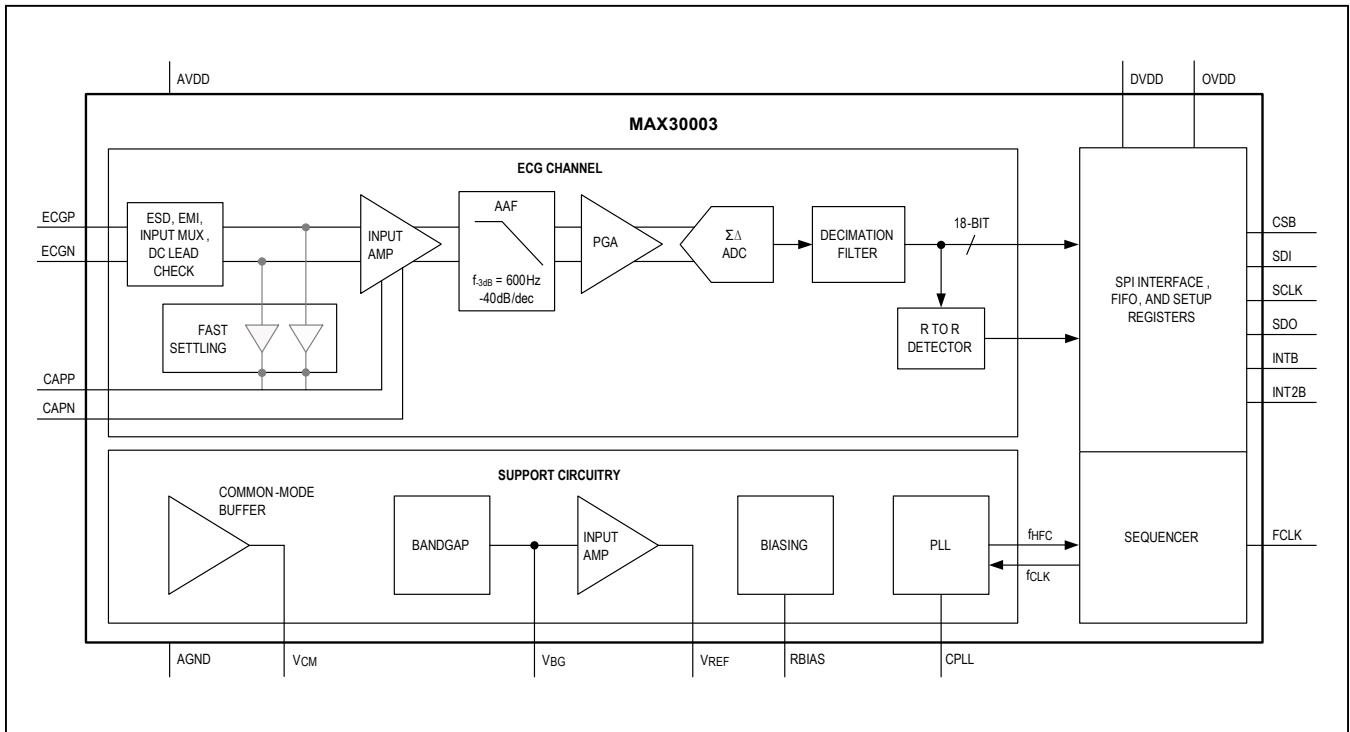 AVDD
DVDD
OVDD
MAX30003
ECG CHANNEL
ECGP
ECGN
ESD, EMI,
INPUT MUX ,
DC LEAD
CHECK
INPUT
AMP
AAF
f-3dB = 600Hz
-40dB/dec
PGA
ΣΔ
ADC
DECIMATION
FILTER
18-BIT
FAST
SETTLING
R TO R
DETECTOR
CAPP
CAPN
SPI INTERFACE ,
FIFO, AND SETUP
REGISTERS
CSB
SDI
SCLK
SDO
INTB
INT2B
SUPPORT CIRCUITRY
COMMON-MODE
BUFFER
BANDGAP
INPUT
AMP
BIASING
PLL
fHFC
fCLK
SEQUENCER
FCLK
AGND
VCM
VBG
VREF
RBIAS
CPLL